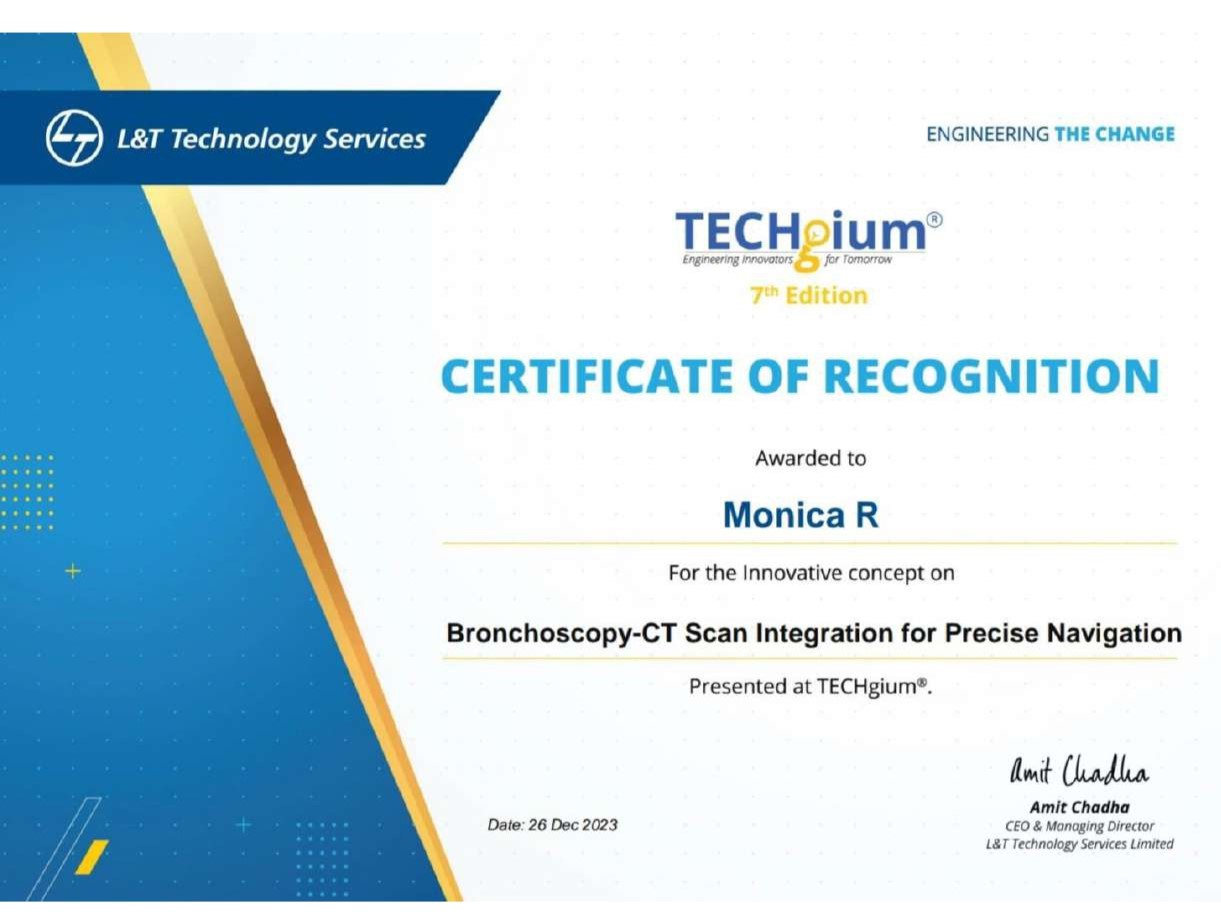 L&T Technology Services
ENGINEERING THE CHANGE
TECHgium®
Engineering Innovators for Tomorrow
7th Edition
CERTIFICATE OF RECOGNITION
Awarded to
Monica R
For the Innovative concept on
Bronchoscopy-CT Scan Integration for Precise Navigation
Presented at TECHgium®.
Amit Chadha
Amit Chadha
Date: 26 Dec 2023
CEO & Managing Director
L&T Technology Services Limited